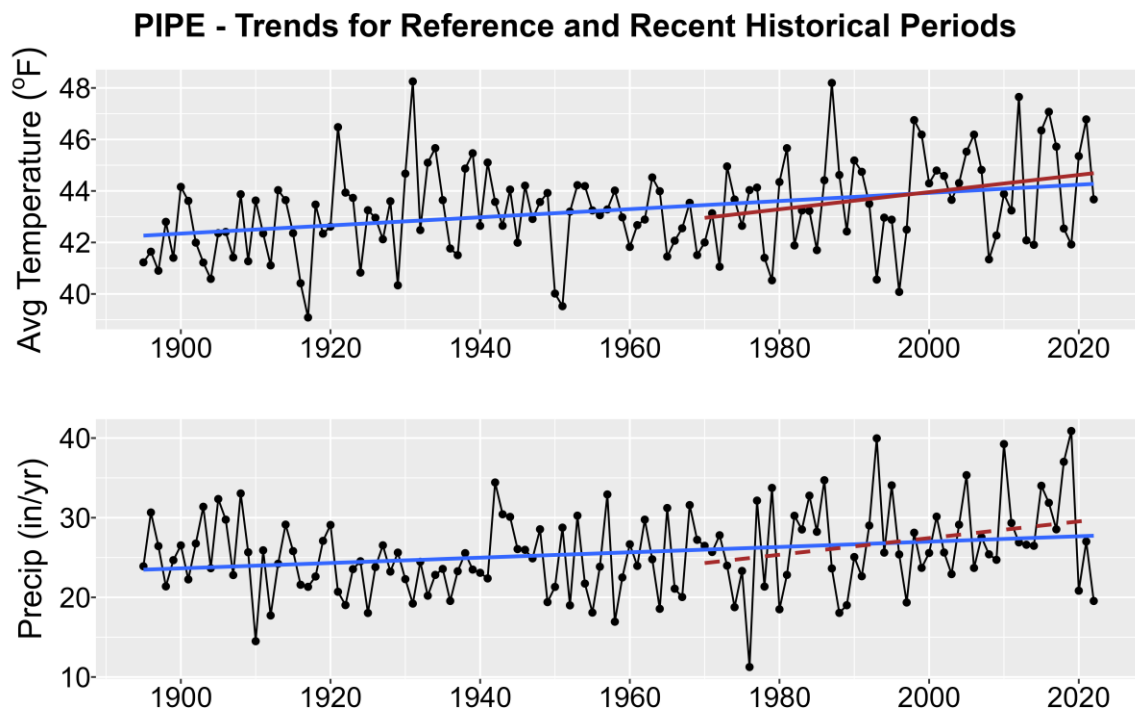 PIPE - Trends for Reference and Recent Historical Periods
Avg Temperature (°F)
48
46
44
42
40
1900 1920 1940 1960 1980 2000 2020
Precip (in/yr)
40
30
20
10
1900 1920 1940 1960 1980 2000 2020